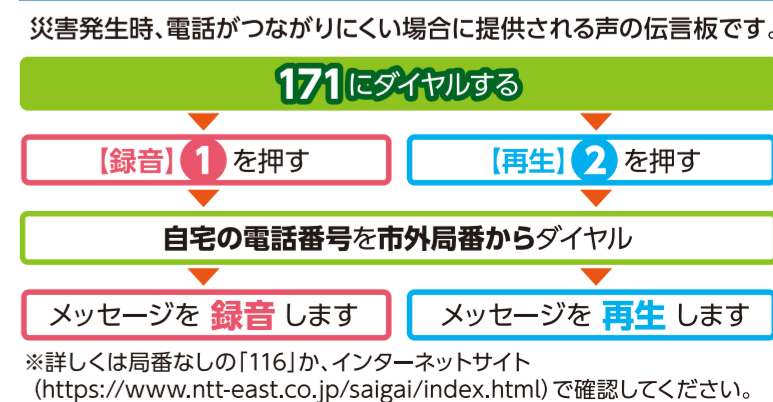 災害発生時、電話がつながりにくい場合に提供される声の伝言板です。
171にダイヤルする
【録音】1を押す
【再生】2を押す
自宅の電話番号を市外局番からダイヤル
メッセージを 録音 します
メッセージを 再生 します
※詳しくは局番なしの「116」か、インターネットサイト
(https://www.ntt-east.co.jp/saigai/index.html)で確認してください。